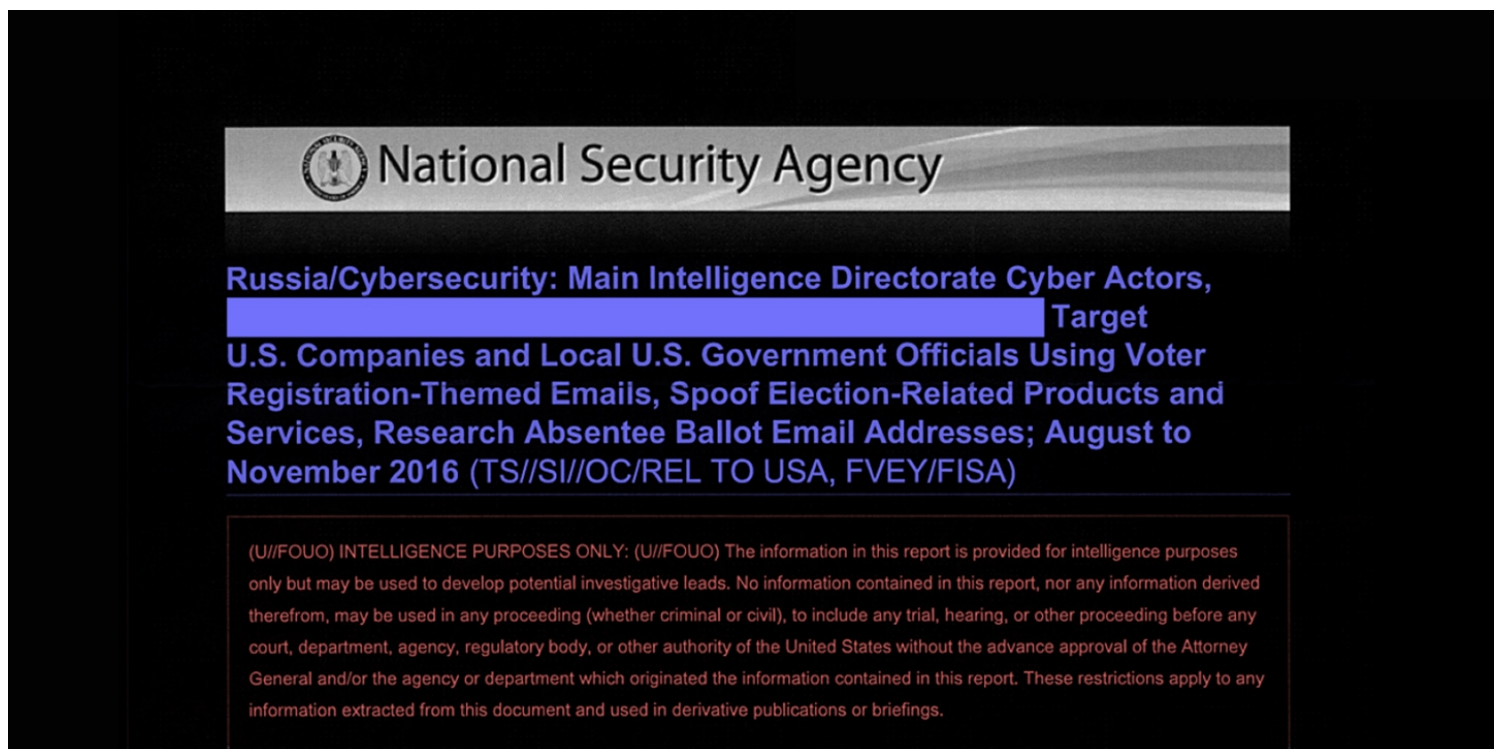 National Security Agency
Russia/Cybersecurity: Main Intelligence Directorate Cyber Actors,
Target
U.S. Companies and Local U.S. Government Officials Using Voter
Registration-Themed Emails, Spoof Election-Related Products and
Services, Research Absentee Ballot Email Addresses; August to
November 2016 (TS//SI//OC/REL TO USA, FVEY/FISA)
(U//FOUO) INTELLIGENCE PURPOSES ONLY: (U//FOUO) The information in this report is provided for intelligence purposes
only but may be used to develop potential investigative leads. No information contained in this report, nor any information derived
therefrom, may be used in any proceeding (whether criminal or civil), to include any trial, hearing, or other proceeding before any
court, department, agency, regulatory body, or other authority of the United States without the advance approval of the Attorney
General and/or the agency or department which originated the information contained in this report. These restrictions apply to any
information extracted from this document and used in derivative publications or briefings.